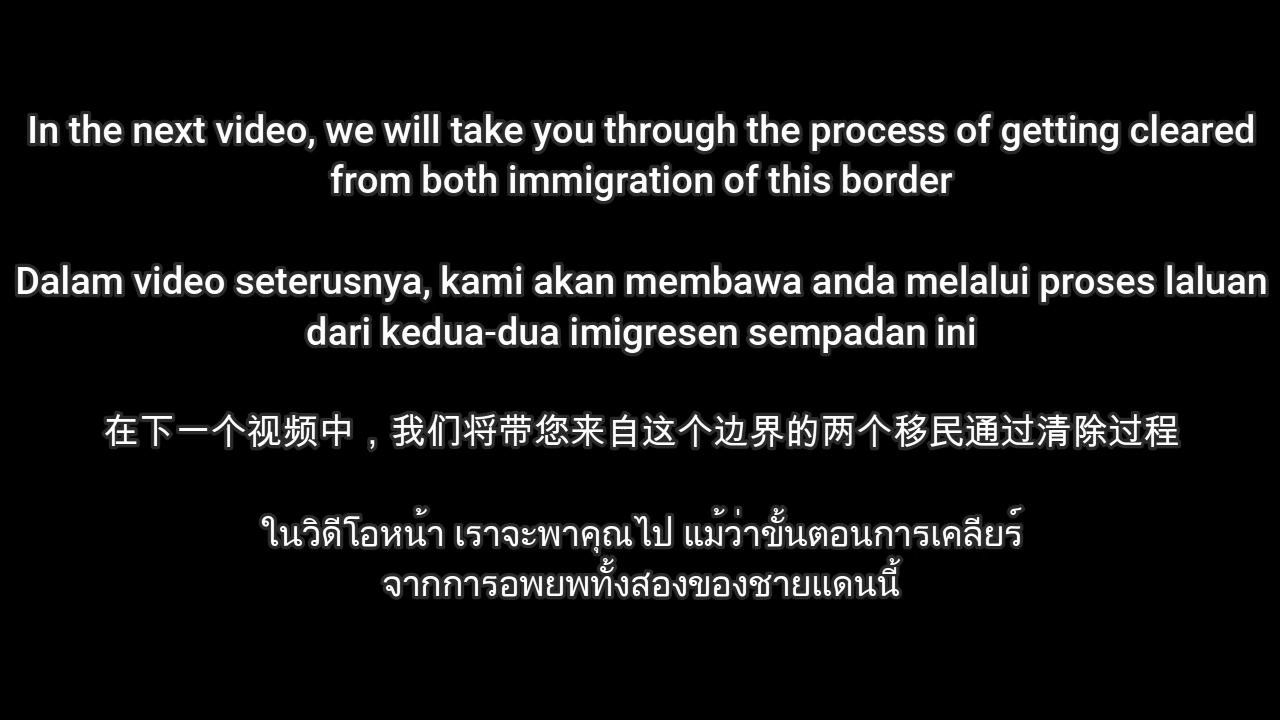 In the next video, we will take you through the process of getting cleared
from both immigration of this border
Dalam video seterusnya, kami akan membawa anda melalui proses laluan
dari kedua-dua imigresen sempadan ini
在下一个视频中，我们将带您来自这个边界的两个移民通过清除过程
ในวิดีโอหน้า เราจะพาคุณไป แม้ว่าขั้นตอนการเคลียร์
จากการอพยพทั้งสองของชายแดนนี้